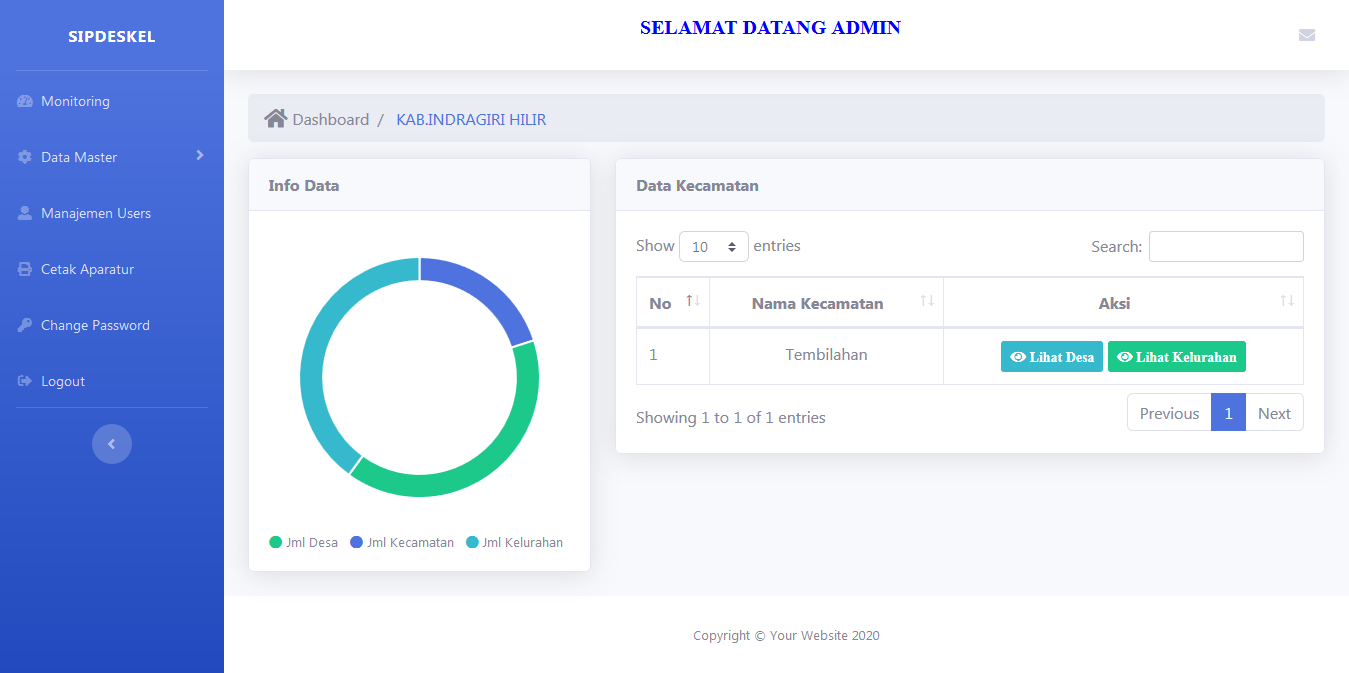 SIPDESKEL
Monitoring
Data Master
Manajemen Users
Cetak Aparatur
Change Password
Logout
SELAMAT DATANG ADMIN
Dashboard / KAB.INDRAGIRI HILIR
Info Data
Jml Desa Jml Kecamatan Jml Kelurahan
Data Kecamatan
Show 10 entries Search:
No Nama Kecamatan Aksi
1 Tembilahan Lihat Desa Lihat Kelurahan
Showing 1 to 1 of 1 entries Previous 1 Next
Copyright © Your Website 2020